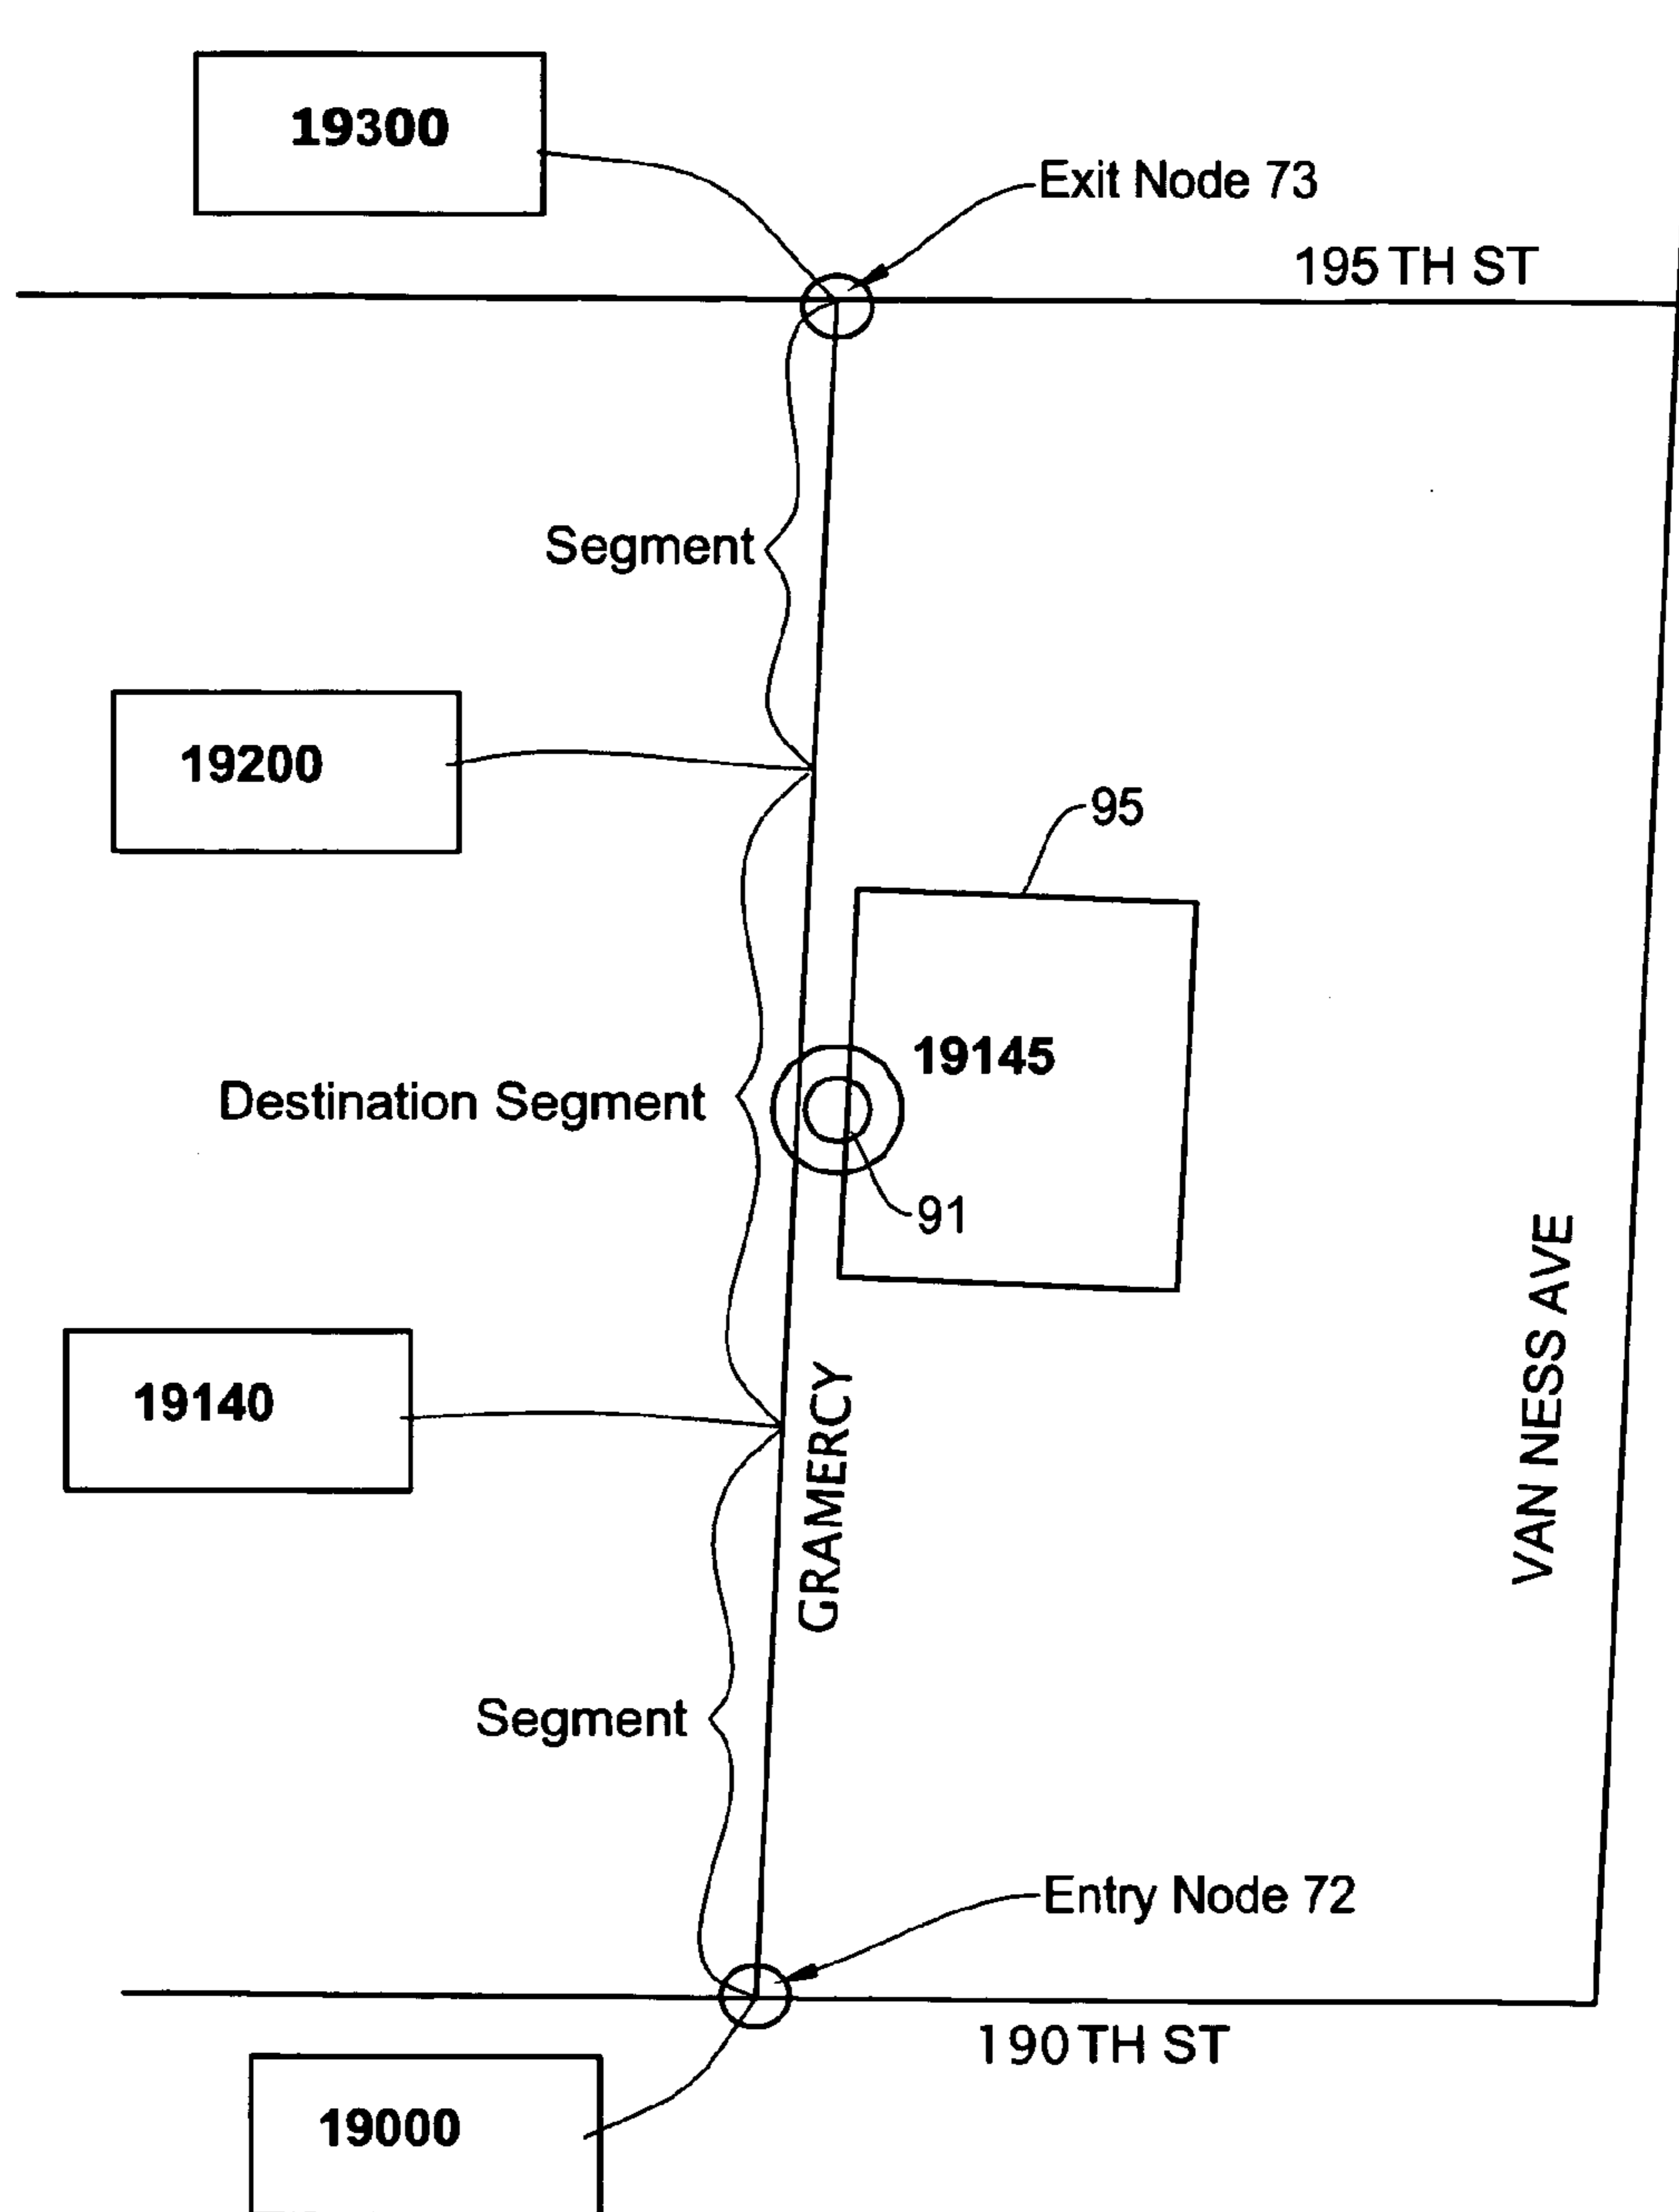 19300
Exit Node 73
195 TH ST
Segment
19200
95
19145
Destination Segment
91
VAN NESS AVE
19140
GRAMERCY
Segment
Entry Node 72
190 TH ST
19000